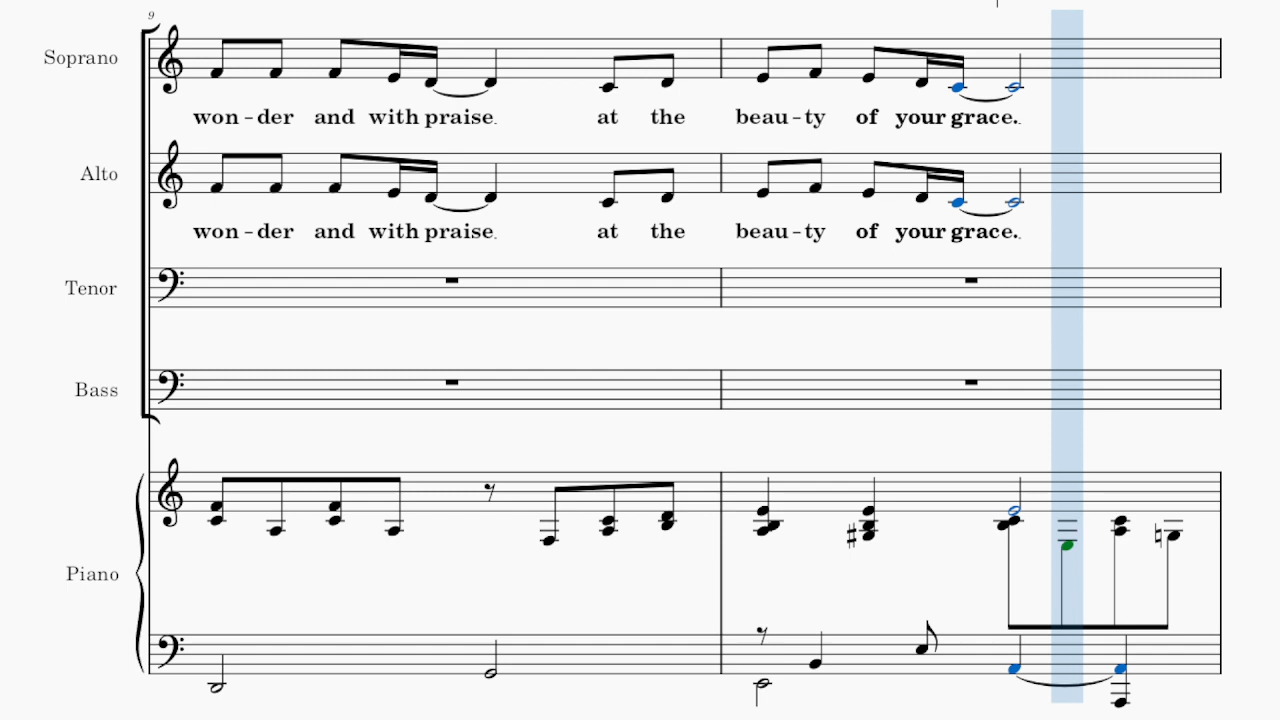 9
Soprano
won - der and with praise. at the beau - ty of your grace..
Alto
won - der and with praise. at the beau - ty of your grace..
Tenor
Bass
Piano